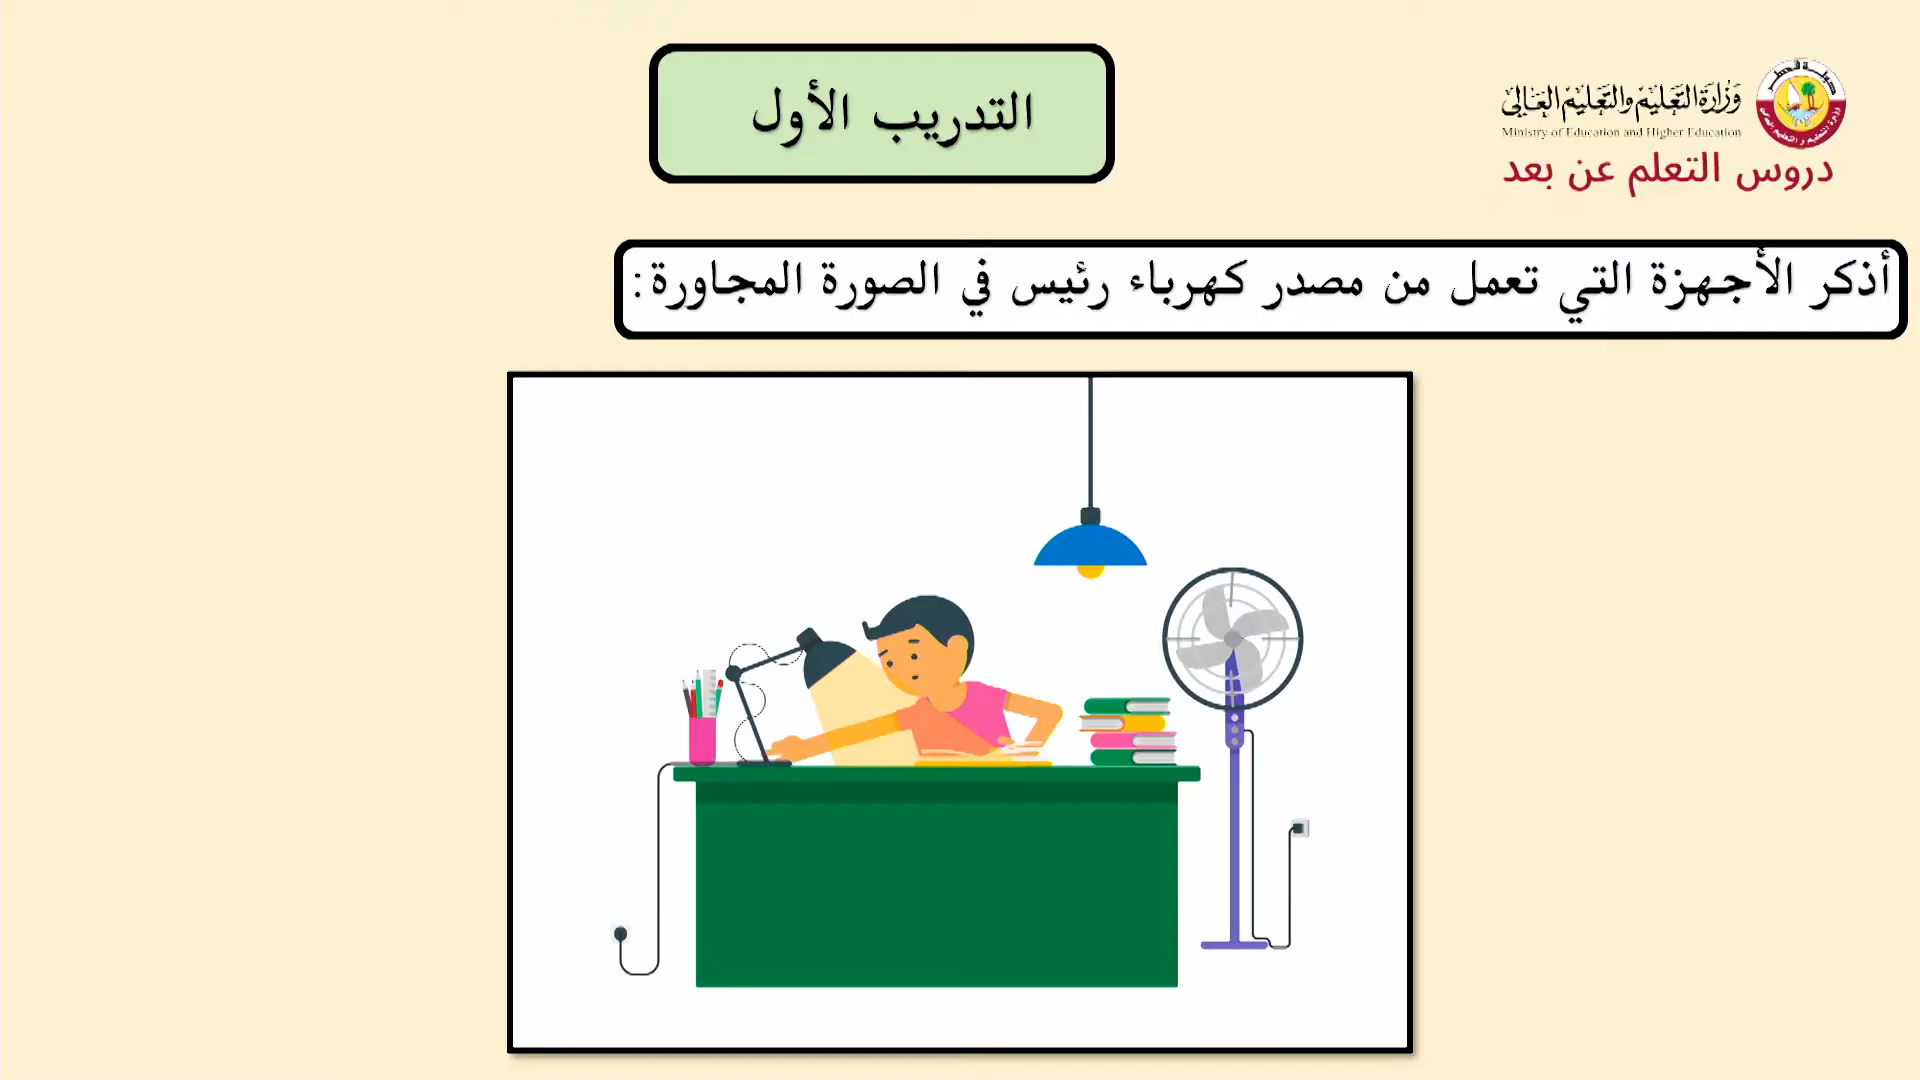 التدريب الأول
وزارة التعليم والتعليم العالي
Ministry of Education and Higher Education
دروس التعلم عن بعد
أذكر الأجهزة التي تعمل من مصدر كهرباء رئيس في الصورة المجاورة: